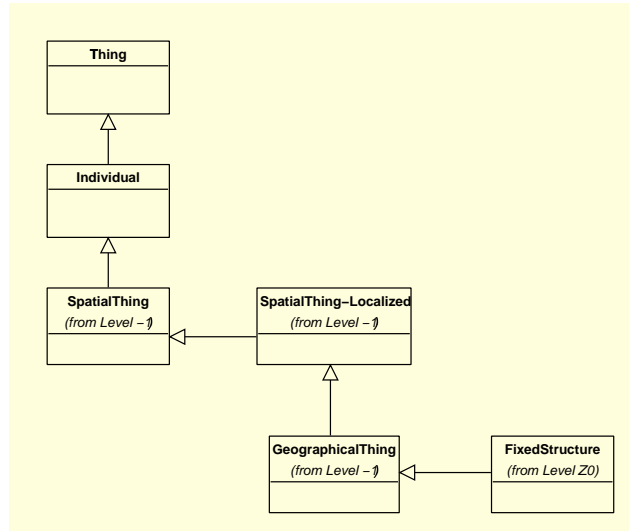 Thing
Individual
SpatialThing
(from Level −1)
SpatialThing−Localized
(from Level −1)
GeographicalThing
(from Level −1)
FixedStructure
(from Level Z0)